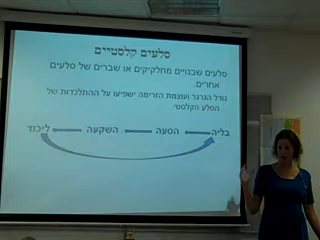 סלעים קלסטיים
סלעים שבנויים מחלקיקים או שברים של סלעים
אחרים.
גודל הגרגר ועוצמת הזרימה ישפיעו על ההתלכדות של
הסלע הקלסטי.
בליה הסעה השקעה ליכוד